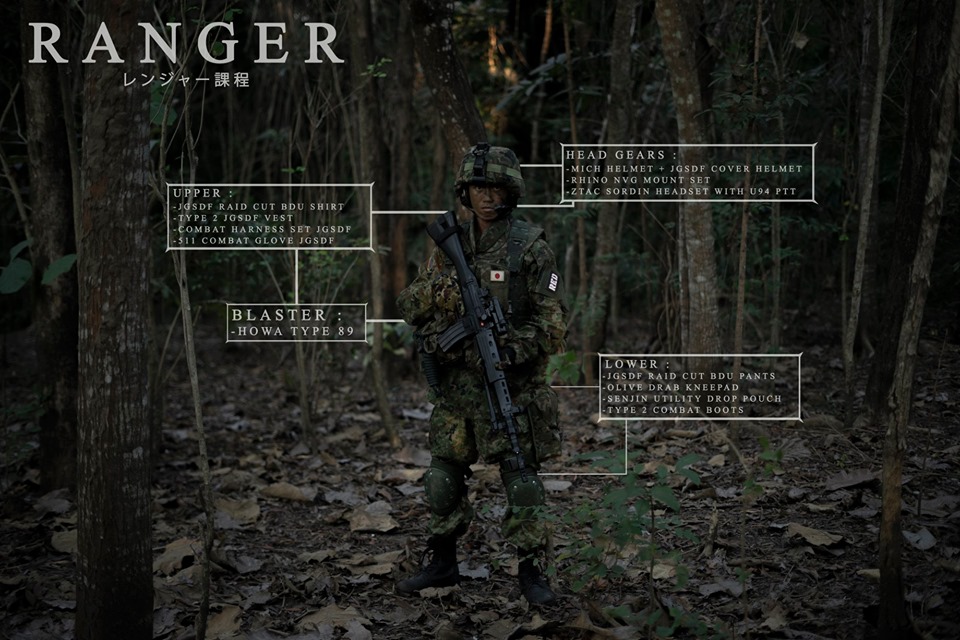 RANGER
レンジャー課程
HEAD GEARS :
-MICH HELMET + JGSDF COVER HELMET
-RHINO NVG MOUNT SET
-ZTAC SORDIN HEADSET WITH U94 PTT
UPPER :
-JGSDF RAID CUT BDU SHIRT
-TYPE 2 JGSDF VEST
-COMBAT HARNESS SET JGSDF
-511 COMBAT GLOVE JGSDF
RED
BLASTER :
-HOWA TYPE 89
LOWER :
-JGSDF RAID CUT BDU PANTS
-OLIVE DRAB KNEEPAD
-SENJIN UTILITY DROP POUCH
-TYPE 2 COMBAT BOOTS